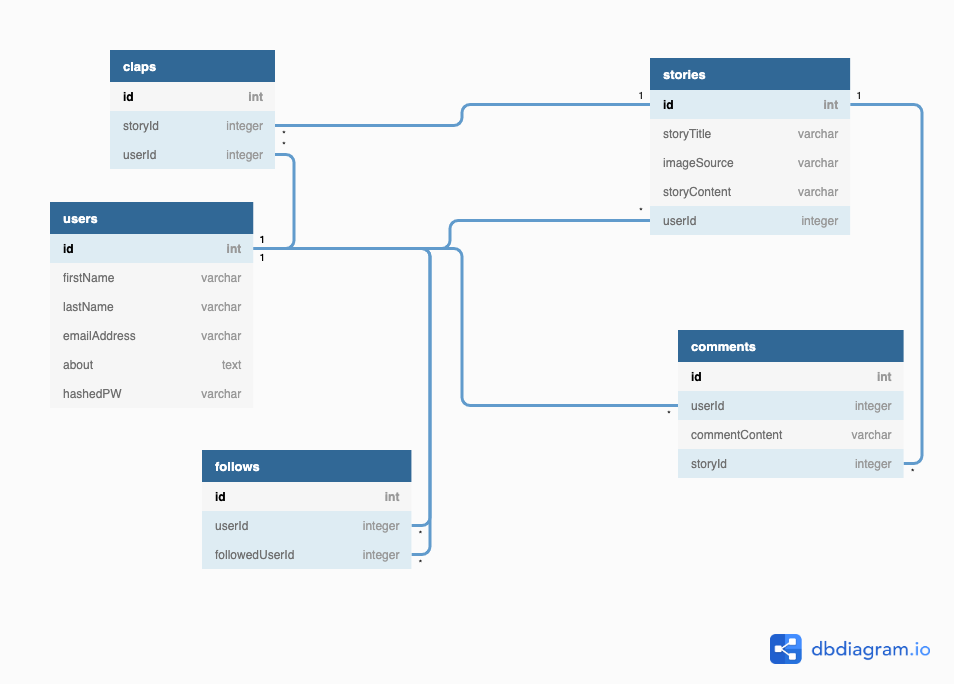 claps
id int
storyId integer
userId integer
stories
id int
storyTitle varchar
imageSource varchar
storyContent varchar
userId integer
users
id int
firstName varchar
lastName varchar
emailAddress varchar
about text
hashedPW varchar
comments
id int
userId integer
commentContent varchar
storyId integer
follows
id int
userId integer
followedUserId integer
1
1
1
1
*
*
*
*
*
*
*
dbdiagram.io